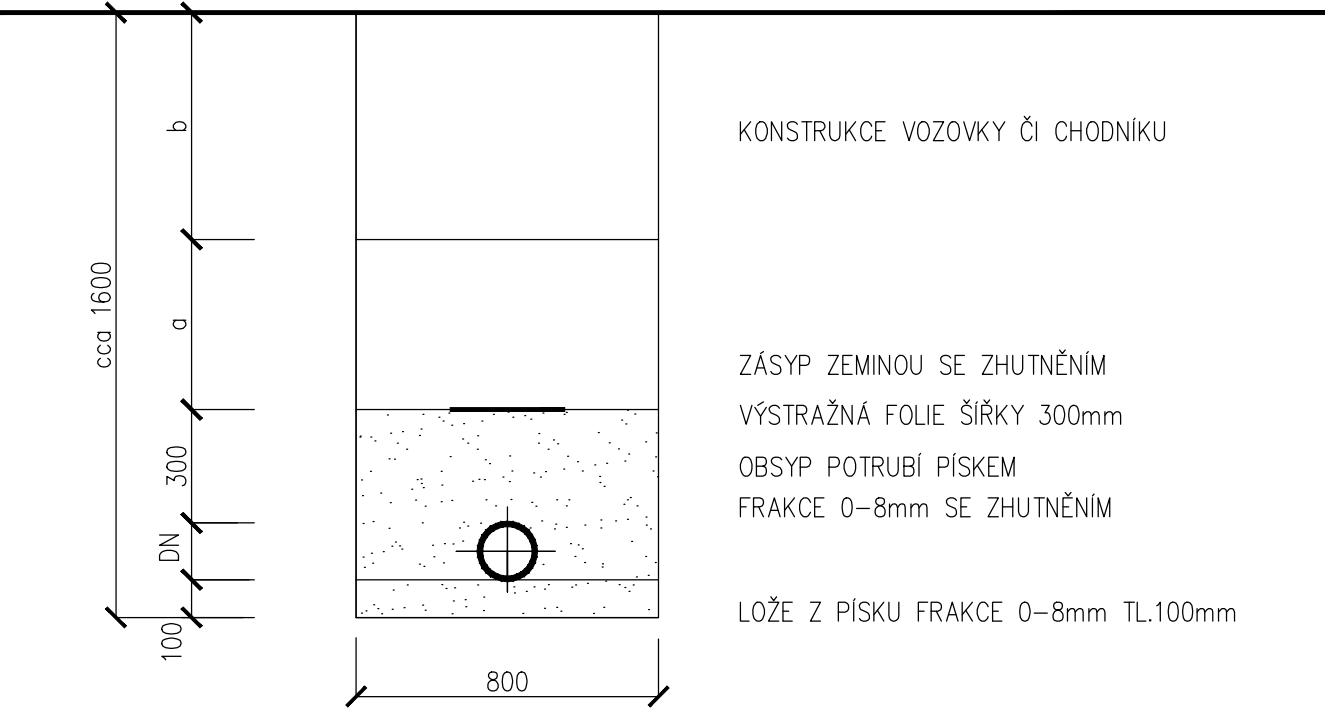 b
KONSTRUKCE VOZOVKY ČI CHODNÍKU
cca 1600
a
ZÁSYP ZEMINOU SE ZHUTNĚNÍM
VÝSTRAŽNÁ FOLIE ŠÍŘKY 300mm
300
OBSYP POTRUBÍ PÍSKEM
FRAKCE 0-8mm SE ZHUTNĚNÍM
DN
LOŽE Z PÍSKU FRAKCE 0-8mm TL.100mm
100
800